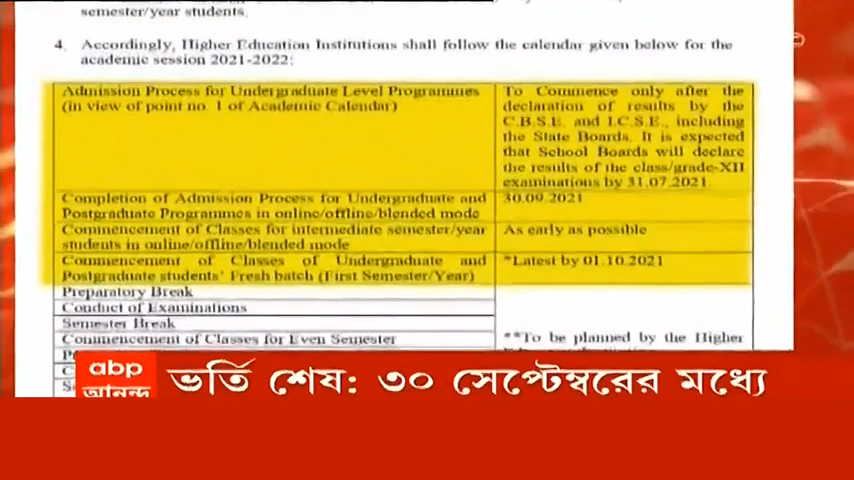 semester/year students.
4. Accordingly, Higher Education Institutions shall follow the calendar given below for the
academic session 2021-2022:
Admission Process for Undergraduate Level Programmes
(in view of point no. 1 of Academic Calendar)
To Commence only after the
declaration of results by the
C.B.S.E. and I.C.S.E., including
the State Boards. It is expected
that School Boards will declare
the results of the class/grade-XII
examinations by 31.07.2021.
Completion of Admission Process for Undergraduate and
Postgraduate Programmes in online/offline/blended mode
30.09.2021
Commencement of Classes for intermediate semester/year
students in online/offline/blended mode
As early as possible
Commencement of Classes of Undergraduate and
Postgraduate students' Fresh batch (First Semester/Year)
*Latest by 01.10.2021
Preparatory Break
Conduct of Examinations
Semester Break
Commencement of Classes for Even Semester
**To be planned by the Higher
abp
আনন্দ
ভর্তি শেষ: ৩০ সেপ্টেম্বরের মধ্যে